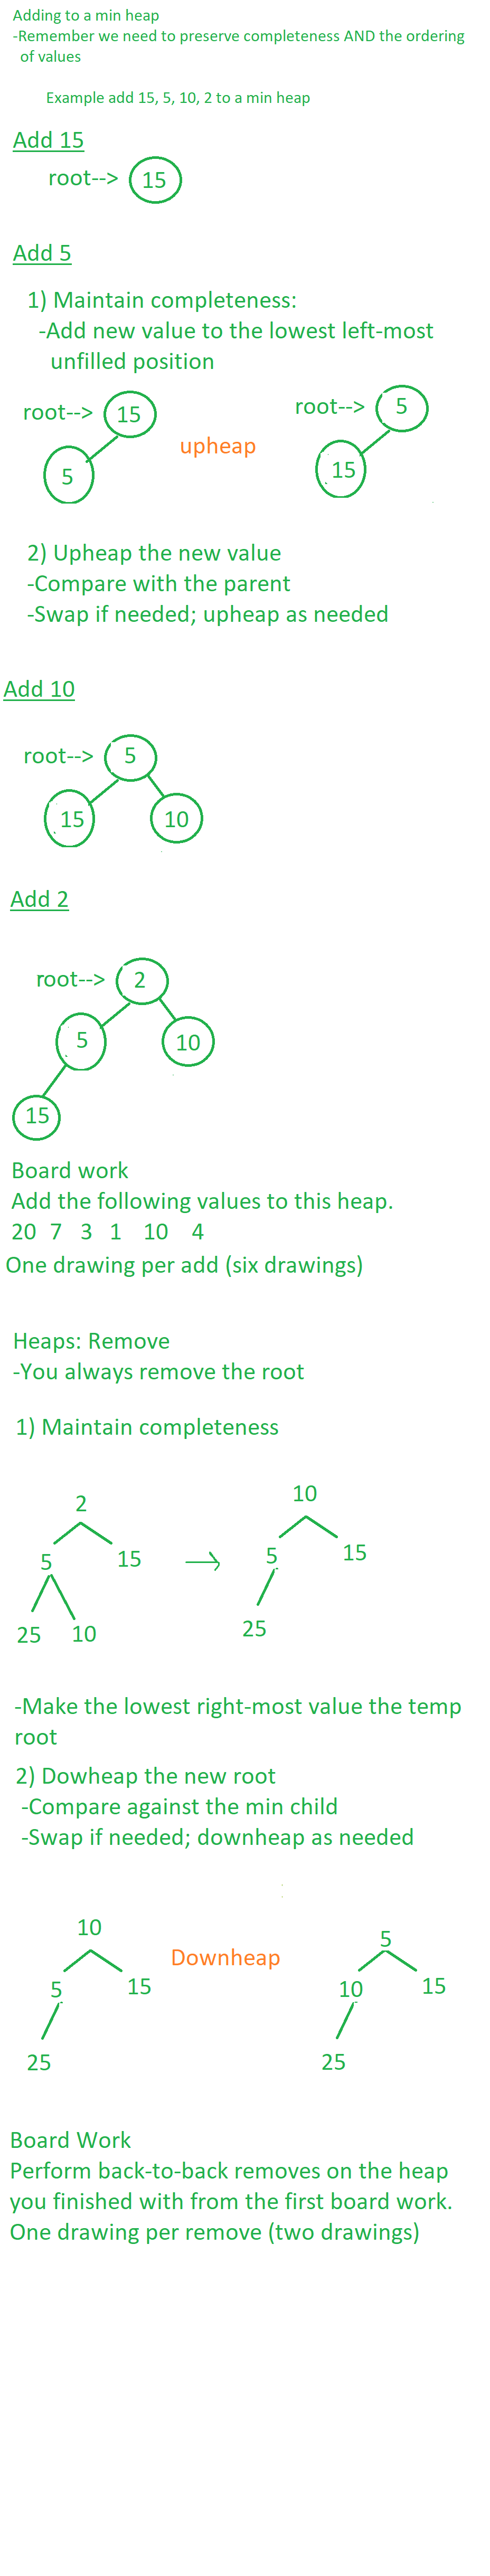 Adding to a min heap
-Remember we need to preserve completeness AND the ordering
of values
Example add 15, 5, 10, 2 to a min heap
Add 15
root--> 15
Add 5
1) Maintain completeness:
-Add new value to the lowest left-most
unfilled position
root--> 15
5
upheap
root--> 5
15
2) Upheap the new value
-Compare with the parent
-Swap if needed; upheap as needed
Add 10
root--> 5
15 10
Add 2
root--> 2
5 10
15
Board work
Add the following values to this heap.
20 7 3 1 10 4
One drawing per add (six drawings)
Heaps: Remove
-You always remove the root
1) Maintain completeness
2
5 15
25 10
10
5 15
25
-Make the lowest right-most value the temp
root
2) Dowheap the new root
-Compare against the min child
-Swap if needed; downheap as needed
10
5 15
25
Downheap
5
10 15
25
Board Work
Perform back-to-back removes on the heap
you finished with from the first board work.
One drawing per remove (two drawings)